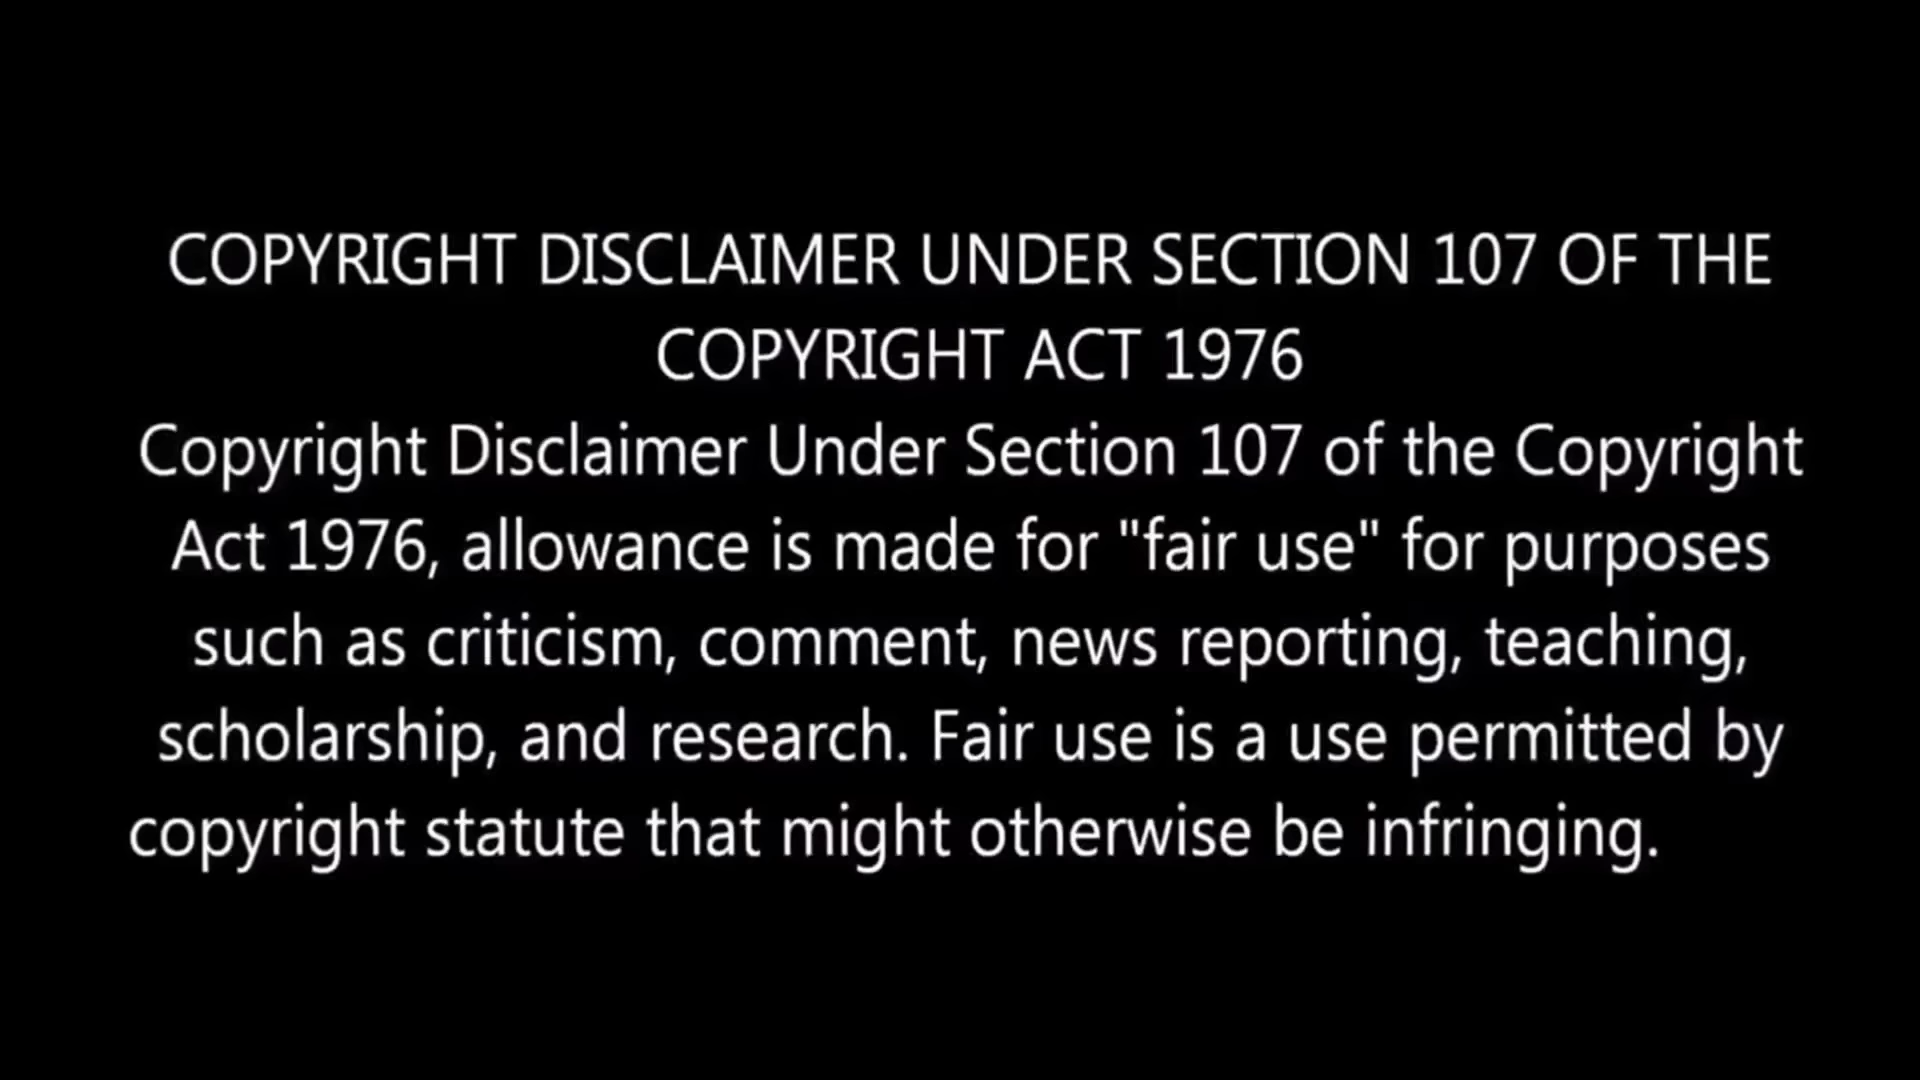 COPYRIGHT DISCLAIMER UNDER SECTION 107 OF THE
COPYRIGHT ACT 1976
Copyright Disclaimer Under Section 107 of the Copyright
Act 1976, allowance is made for "fair use" for purposes
such as criticism, comment, news reporting, teaching,
scholarship, and research. Fair use is a use permitted by
copyright statute that might otherwise be infringing.